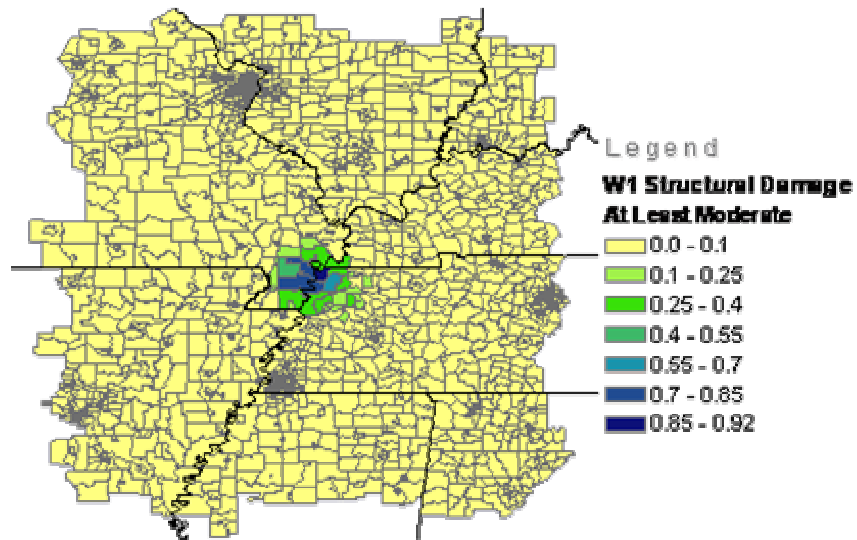 Legend
W1 Structural Damage
At Least Moderate
0.0 - 0.1
0.1 - 0.25
0.25 - 0.4
0.4 - 0.55
0.55 - 0.7
0.7 - 0.85
0.85 - 0.92